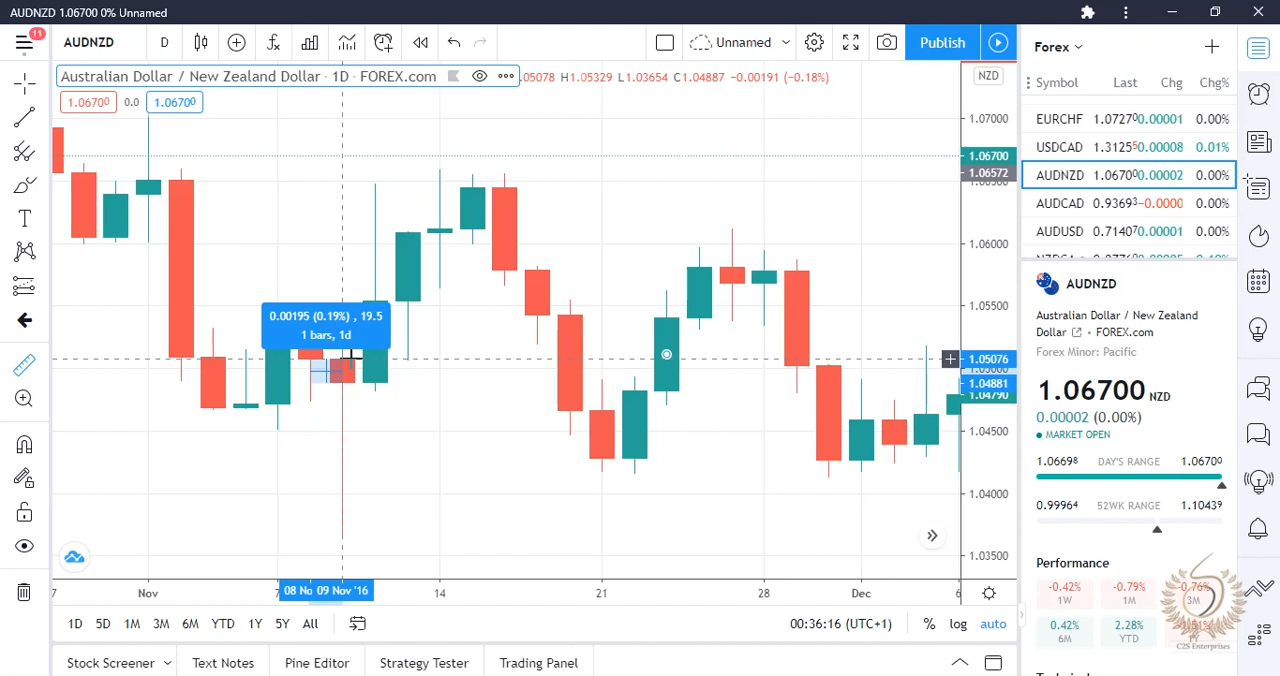 AUDNZD 1.06700 0% Unnamed
11
AUDNZD
D
Unnamed
Publish
Forex
Australian Dollar / New Zealand Dollar · 1D · FOREX.com
.05078 H1.05329 L1.03654 C1.04887 −0.00191 (−0.18%)
NZD
1.06700
0.0
1.06700
Symbol
Last
Chg
Chg%
EURCHF 1.07270 0.00001 0.00%
USDCAD 1.31255 0.00008 0.01%
AUDNZD 1.06700 0.00002 0.00%
AUDCAD 0.93693 −0.0000 0.00%
AUDUSD 0.71407 0.00001 0.00%
1.07000
1.06700
1.06572
1.06000
1.05500
1.05076
1.04881
1.04790
1.04500
1.04000
1.03500
0.00195 (0.19%) , 19.5
1 bars, 1d
AUDNZD
Australian Dollar / New Zealand
Dollar • FOREX.com
Forex Minor: Pacific
1.06700 NZD
0.00002 (0.00%)
MARKET OPEN
1.06698 DAY'S RANGE 1.06700
0.99964 52WK RANGE 1.10439
Performance
-0.42%
1W
-0.79%
1M
-0.76%
3M
0.42%
6M
2.28%
YTD
C2S Enterprises
7
Nov
08 N
09 Nov '16
14
21
28
Dec
6
1D 5D 1M 3M 6M YTD 1Y 5Y All
00:36:16 (UTC+1)
% log auto
Stock Screener
Text Notes
Pine Editor
Strategy Tester
Trading Panel